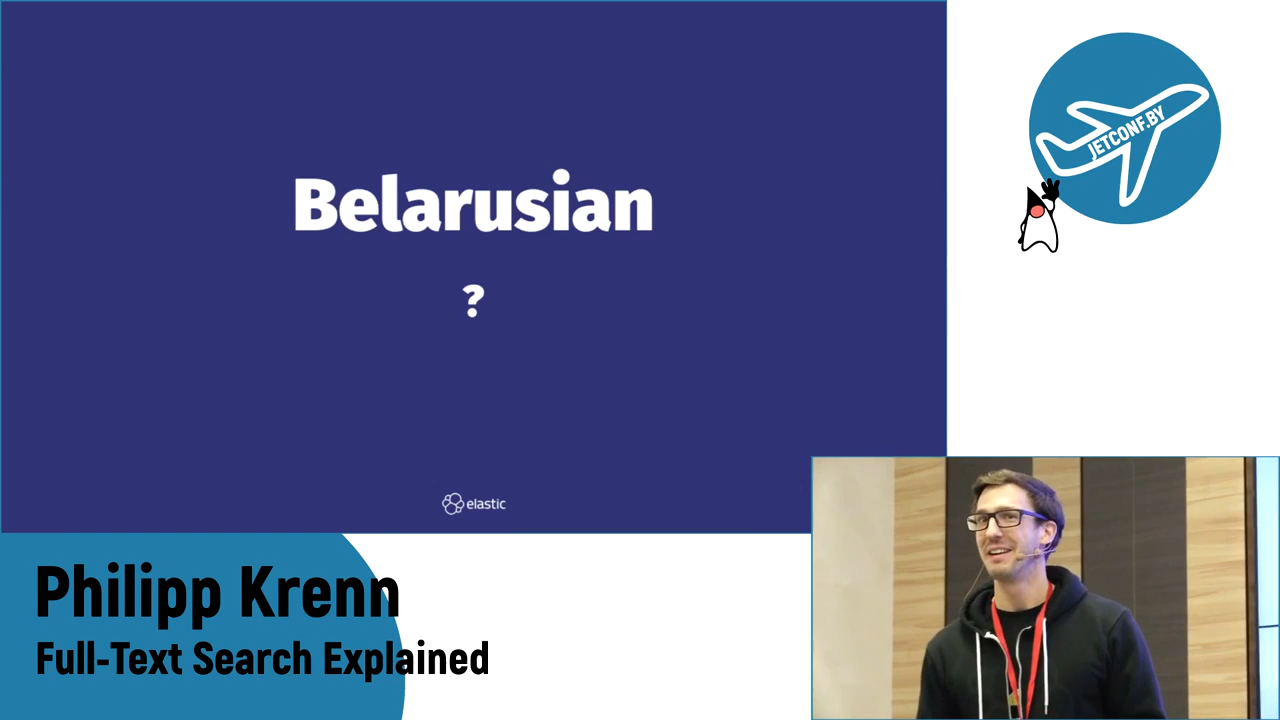 Belarusian
?
elastic
JETCONF.BY
Philipp Krenn
Full-Text Search Explained